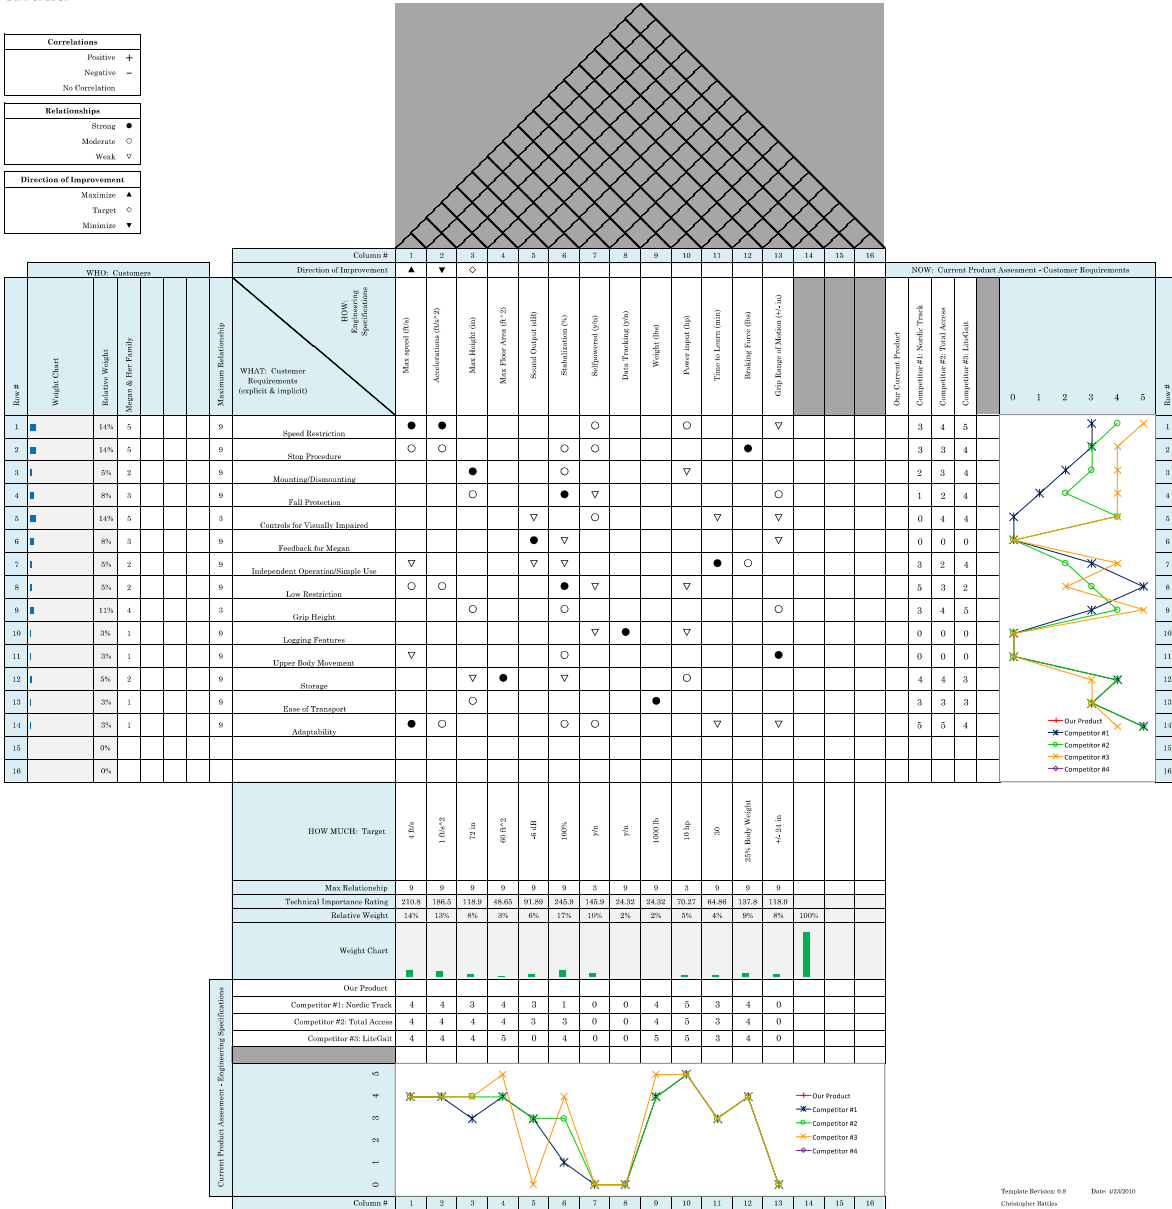 Correlations
Positive +
Negative −
No Correlation
Relationships
Strong ●
Moderate ○
Weak ▽
Direction of Improvement
Maximize ▲
Target ◇
Minimize ▼
Column # 1 2 3 4 5 6 7 8 9 10 11 12 13 14 15 16
WHO: Customers
Direction of Improvement ▲ ▼ ◇
NOW: Current Product Assesment - Customer Requirements
Row #
Weight Chart
Relative Weight
Megan & Her Family
Maximum Relationship
HOW: Engineering Specifications
WHAT: Customer Requirements (explicit & implicit)
Max speed (ft/s)
Accelerations (ft/s^2)
Max Height (in)
Max Floor Area (ft^2)
Sound Output (dB)
Stabalization (%)
Selfpowered (y/n)
Data Tracking (y/n)
Weight (lbs)
Power input (hp)
Time to Learn (min)
Braking Force (lbs)
Grip Range of Motion (+/- in)
Our Current Product
Competitor #1: Nordic Track
Competitor #2: Total Access
Competitor #3: LiteGait
0 1 2 3 4 5
Row #
1 14% 5 9 Speed Restriction ● ● ○ ○ ▽ 3 4 5 1
2 14% 5 9 Stop Procedure ○ ○ ○ ○ ● 3 3 4 2
3 5% 2 9 Mounting/Dismounting ● ○ ▽ 2 3 4 3
4 8% 3 9 Fall Protection ○ ● ▽ ○ 1 2 4 4
5 14% 5 3 Controls for Visually Impaired ▽ ○ ▽ ▽ 0 4 4 5
6 8% 3 9 Feedback for Megan ● ▽ ▽ 0 0 0 6
7 5% 2 9 Independent Operation/Simple Use ▽ ▽ ▽ ● ○ 3 2 4 7
8 5% 2 9 Low Restriction ○ ○ ● ▽ ▽ 5 3 2 8
9 11% 4 3 Grip Height ○ ○ ○ 3 4 5 9
10 3% 1 9 Logging Features ▽ ● ▽ 0 0 0 10
11 3% 1 9 Upper Body Movement ▽ ○ ● 0 0 0 11
12 5% 2 9 Storage ▽ ● ▽ ○ 4 4 3 12
13 3% 1 9 Ease of Transport ○ ● 3 3 3 13
14 3% 1 9 Adaptability ● ○ ○ ○ ▽ ▽ 5 5 4 14
15 0% 15
16 0% 16
Our Product
Competitor #1
Competitor #2
Competitor #3
Competitor #4
HOW MUCH: Target
4 ft/s
1 ft/s^2
72 in
60 ft^2
-6 dB
100%
y/n
y/n
1000 lb
10 hp
30
25% Body Weight
+/- 24 in
Max Relationship 9 9 9 9 9 9 3 9 9 3 9 9 9
Technical Importance Rating 210.8 186.5 118.9 48.65 91.89 245.9 145.9 24.32 24.32 70.27 64.86 137.8 118.9
Relative Weight 14% 13% 8% 3% 6% 17% 10% 2% 2% 5% 4% 9% 8% 100%
Weight Chart
Current Product Assesment - Engineering Specifications
Our Product
Competitor #1: Nordic Track 4 4 3 4 3 1 0 0 4 5 3 4 0
Competitor #2: Total Access 4 4 4 4 3 3 0 0 4 5 3 4 0
Competitor #3: LiteGait 4 4 4 5 0 4 0 0 5 5 3 4 0
5
4
3
2
1
0
Our Product
Competitor #1
Competitor #2
Competitor #3
Competitor #4
Column # 1 2 3 4 5 6 7 8 9 10 11 12 13 14 15 16
Template Revision: 0.9 Date: 4/23/2010
Christopher Battles